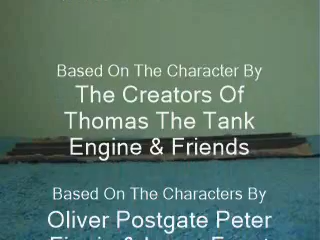 Based On The Character By
The Creators Of
Thomas The Tank
Engine & Friends
Based On The Characters By
Oliver Postgate Peter